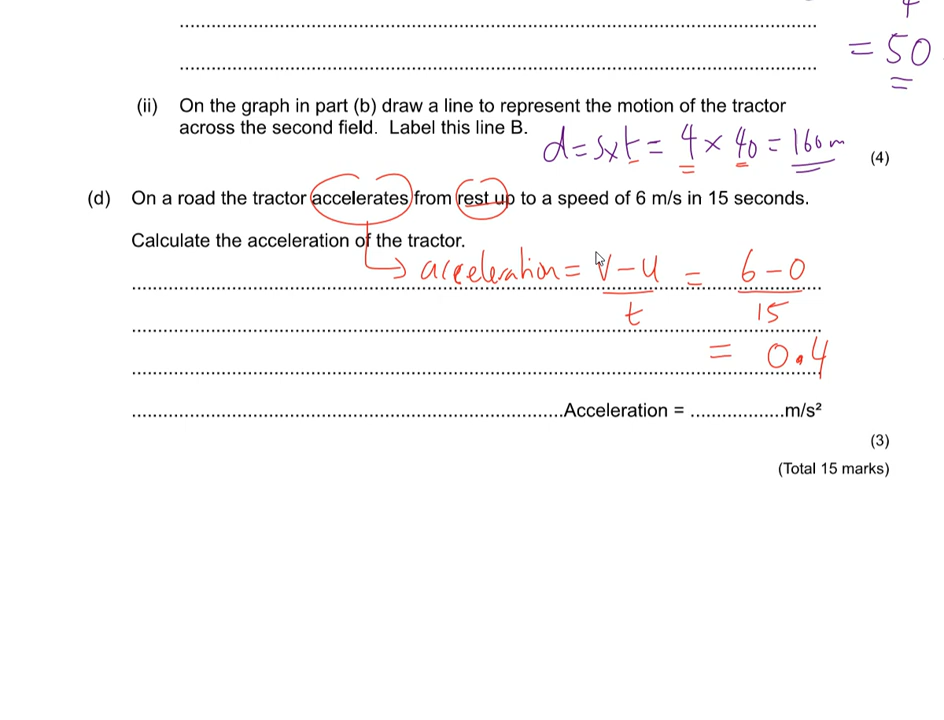 = 50
(ii) On the graph in part (b) draw a line to represent the motion of the tractor
across the second field. Label this line B.
d = s x t = 4 x 40 = 160 m
(4)
(d) On a road the tractor accelerates from rest up to a speed of 6 m/s in 15 seconds.
Calculate the acceleration of the tractor.
acceleration = v - u / t = 6 - 0 / 15
= 0.4
Acceleration = ..................m/s²
(3)
(Total 15 marks)